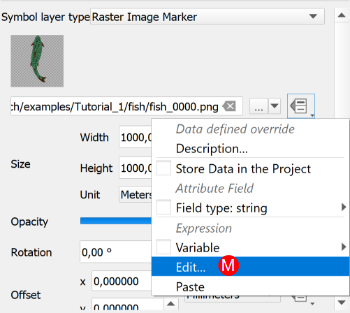 Symbol layer type Raster Image Marker
ch/examples/Tutorial_1/fish/fish_0000.png ...
Data defined override
Description...
Store Data in the Project
Attribute Field
Field type: string
Expression
Variable
Edit... M
Paste
Size
Width 1000,0
Height 1000,0
Unit Meters
Opacity
Rotation 0,00 °
Offset
x 0,000000
y 0,000000
Millimeters